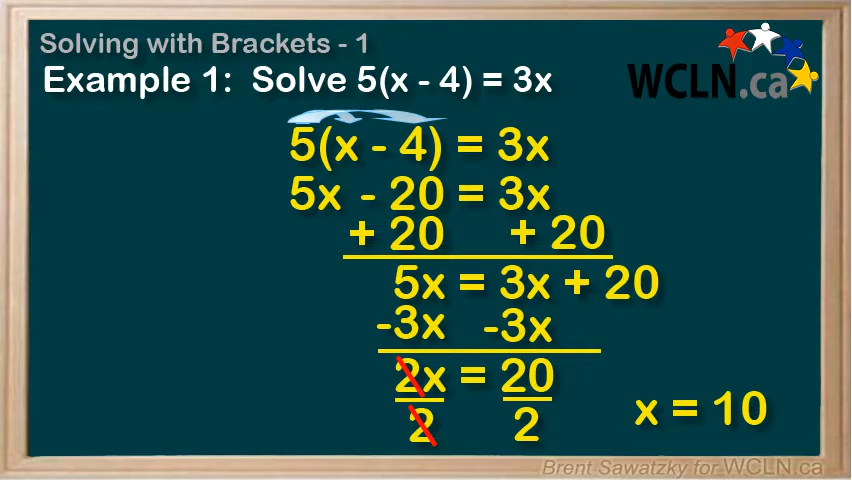 Solving with Brackets - 1
Example 1: Solve 5(x - 4) = 3x
WCLN.ca
5(x - 4) = 3x
5x - 20 = 3x
+ 20 + 20
5x = 3x + 20
-3x -3x
2x = 20
2 2
x = 10
Brent Sawatzky for WCLN.ca